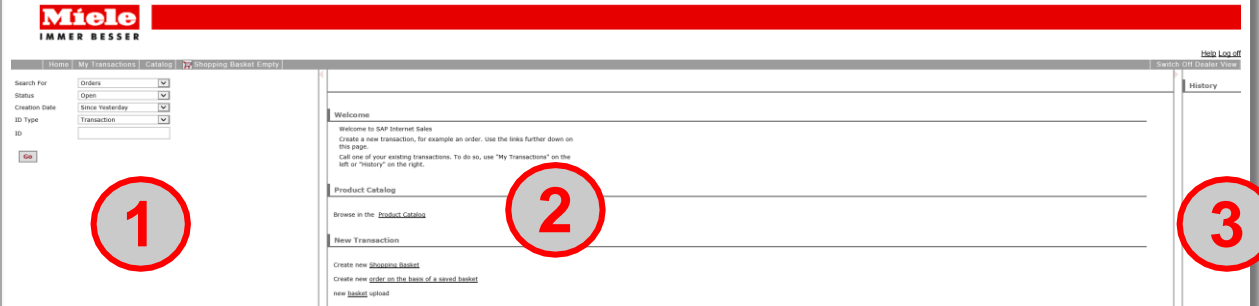 Miele
IMMER BESSER
Help Log off
Home My Transactions Catalog Shopping Basket Empty Switch Off Dealer View
Search For Orders
Status Open
Creation Date Since Yesterday
ID Type Transaction
ID
Go
1
Welcome
Welcome to SAP Internet Sales
Create a new transaction, for example an order. Use the links further down on
this page.
Call one of your existing transactions. To do so, use "My Transactions" on the
left or "History" on the right.
Product Catalog
Browse in the Product Catalog
2
New Transaction
Create new Shopping Basket
Create new order on the basis of a saved basket
new basket upload
History
3